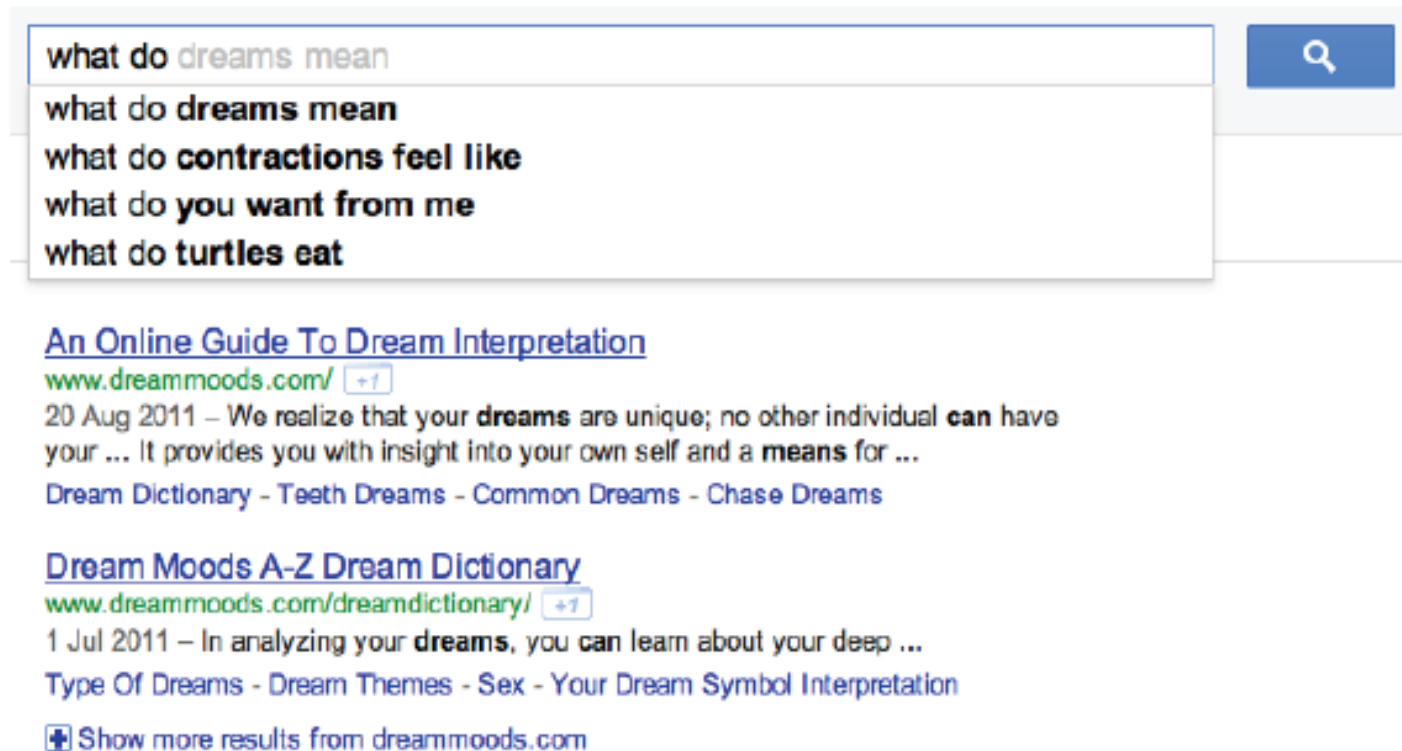 what do dreams mean
what do dreams mean
what do contractions feel like
what do you want from me
what do turtles eat
An Online Guide To Dream Interpretation
www.dreammoods.com/ +1
20 Aug 2011 – We realize that your dreams are unique; no other individual can have
your ... It provides you with insight into your own self and a means for ...
Dream Dictionary - Teeth Dreams - Common Dreams - Chase Dreams
Dream Moods A-Z Dream Dictionary
www.dreammoods.com/dreamdictionary/ +1
1 Jul 2011 – In analyzing your dreams, you can learn about your deep ...
Type Of Dreams - Dream Themes - Sex - Your Dream Symbol Interpretation
Show more results from dreammoods.com